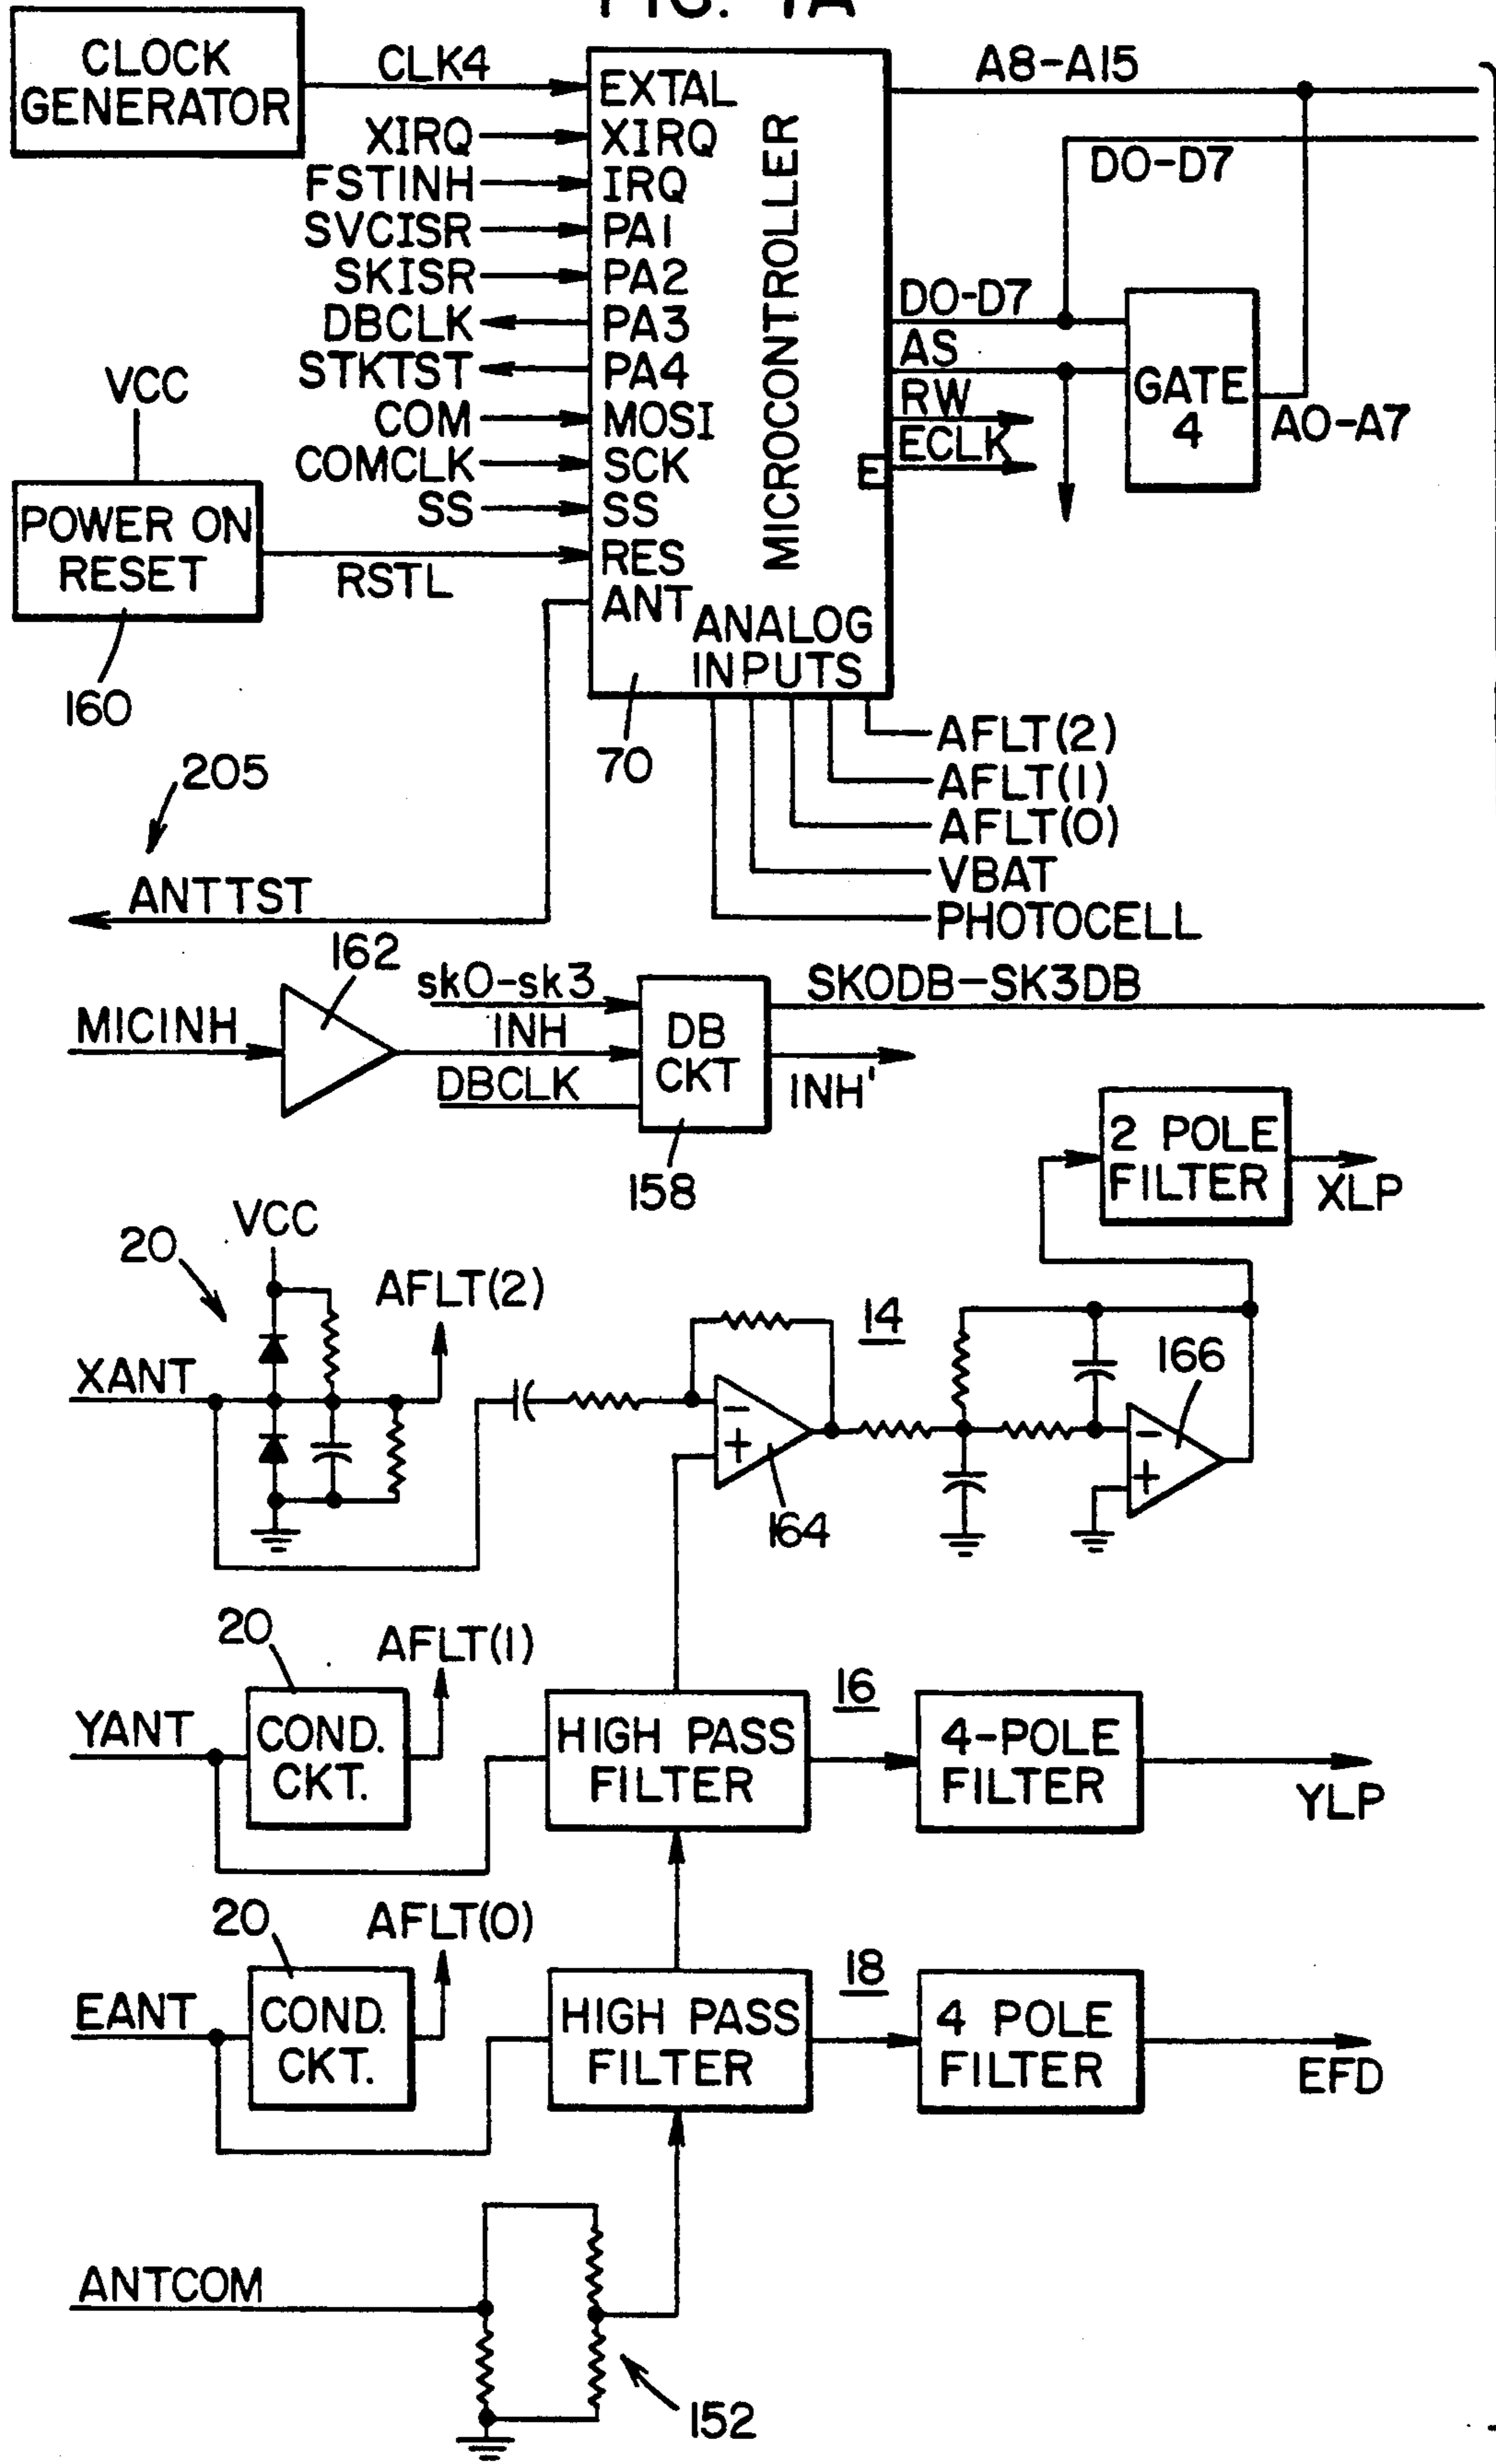 FIG. 7A
CLOCK
GENERATOR
CLK4
EXTAL
A8-A15
XIRQ
XIRQ
D0-D7
FSTINH
IRQ
SVCISR
PA1
SKISR
PA2
DBCLK
PA3
D0-D7
STKTST
PA4
AS
COM
MOSI
RW
COMCLK
SCK
E
ECLK
SS
SS
MICROCONTROLLER
GATE
4
A0-A7
VCC
POWER ON
RESET
RSTL
RES
ANT
ANALOG
INPUTS
160
70
AFLT(2)
AFLT(1)
AFLT(0)
VBAT
PHOTOCELL
205
ANTTST
162
MICINH
sk0-sk3
INH
DBCLK
DB
CKT
SK0DB-SK3DB
INH'
158
2 POLE
FILTER
XLP
VCC
20
AFLT(2)
XANT
14
-
+
164
166
-
+
20
AFLT(1)
YANT
COND.
CKT.
HIGH PASS
FILTER
16
4-POLE
FILTER
YLP
20
AFLT(0)
EANT
COND.
CKT.
HIGH PASS
FILTER
18
4 POLE
FILTER
EFD
ANTCOM
152